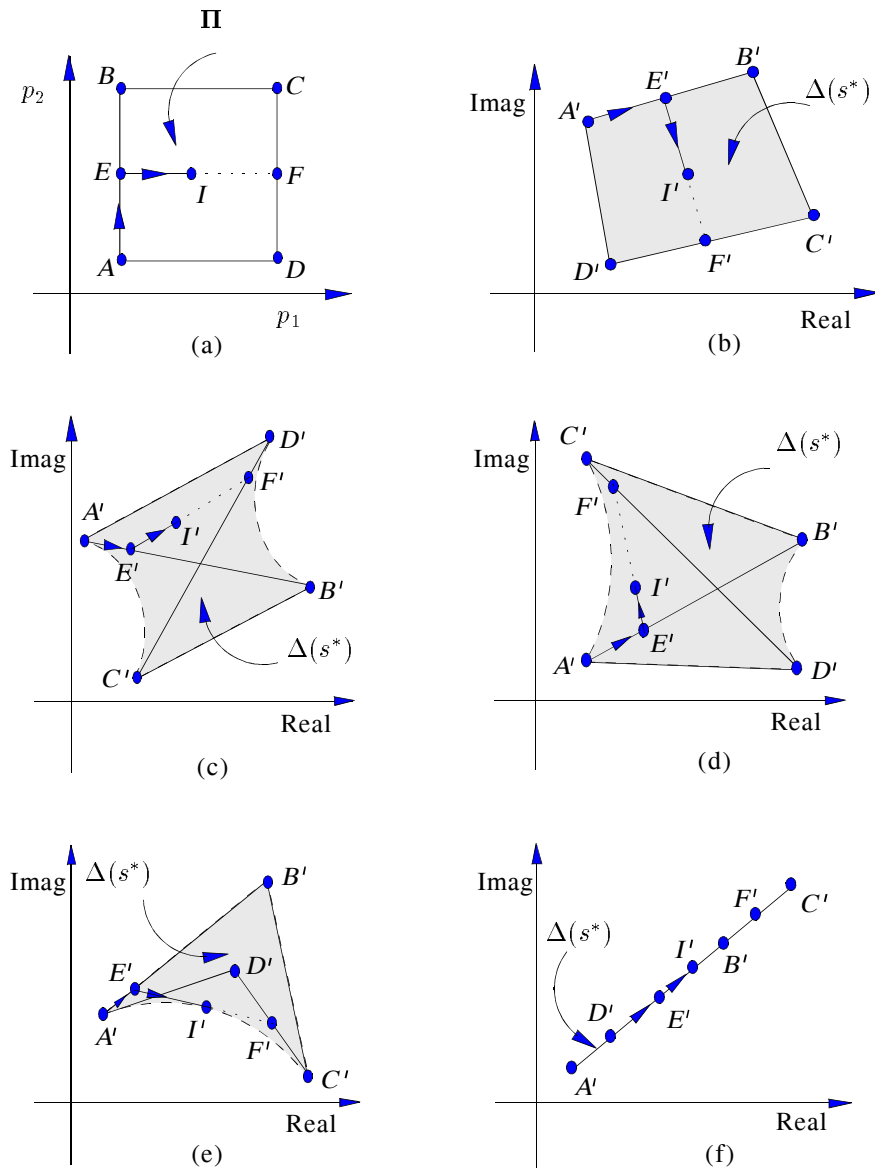 Π
B
C
p₂
E
I
F
A
D
p₁
(a)
Imag
B'
E'
Δ(s*)
A'
I'
D'
F'
C'
Real
(b)
Imag
D'
F'
A'
I'
E'
B'
Δ(s*)
C'
Real
(c)
C'
Δ(s*)
Imag
F'
B'
I'
E'
A'
D'
Real
(d)
Imag
Δ(s*)
B'
E'
D'
A'
I'
F'
C'
Real
(e)
Imag
F'
C'
Δ(s*)
I'
B'
D'
E'
A'
Real
(f)